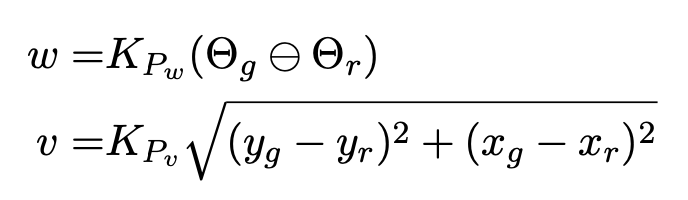 w =K_{P_w}(Θ_g ⊖ Θ_r)
v =K_{P_v}√((y_g − y_r)² + (x_g − x_r)²)